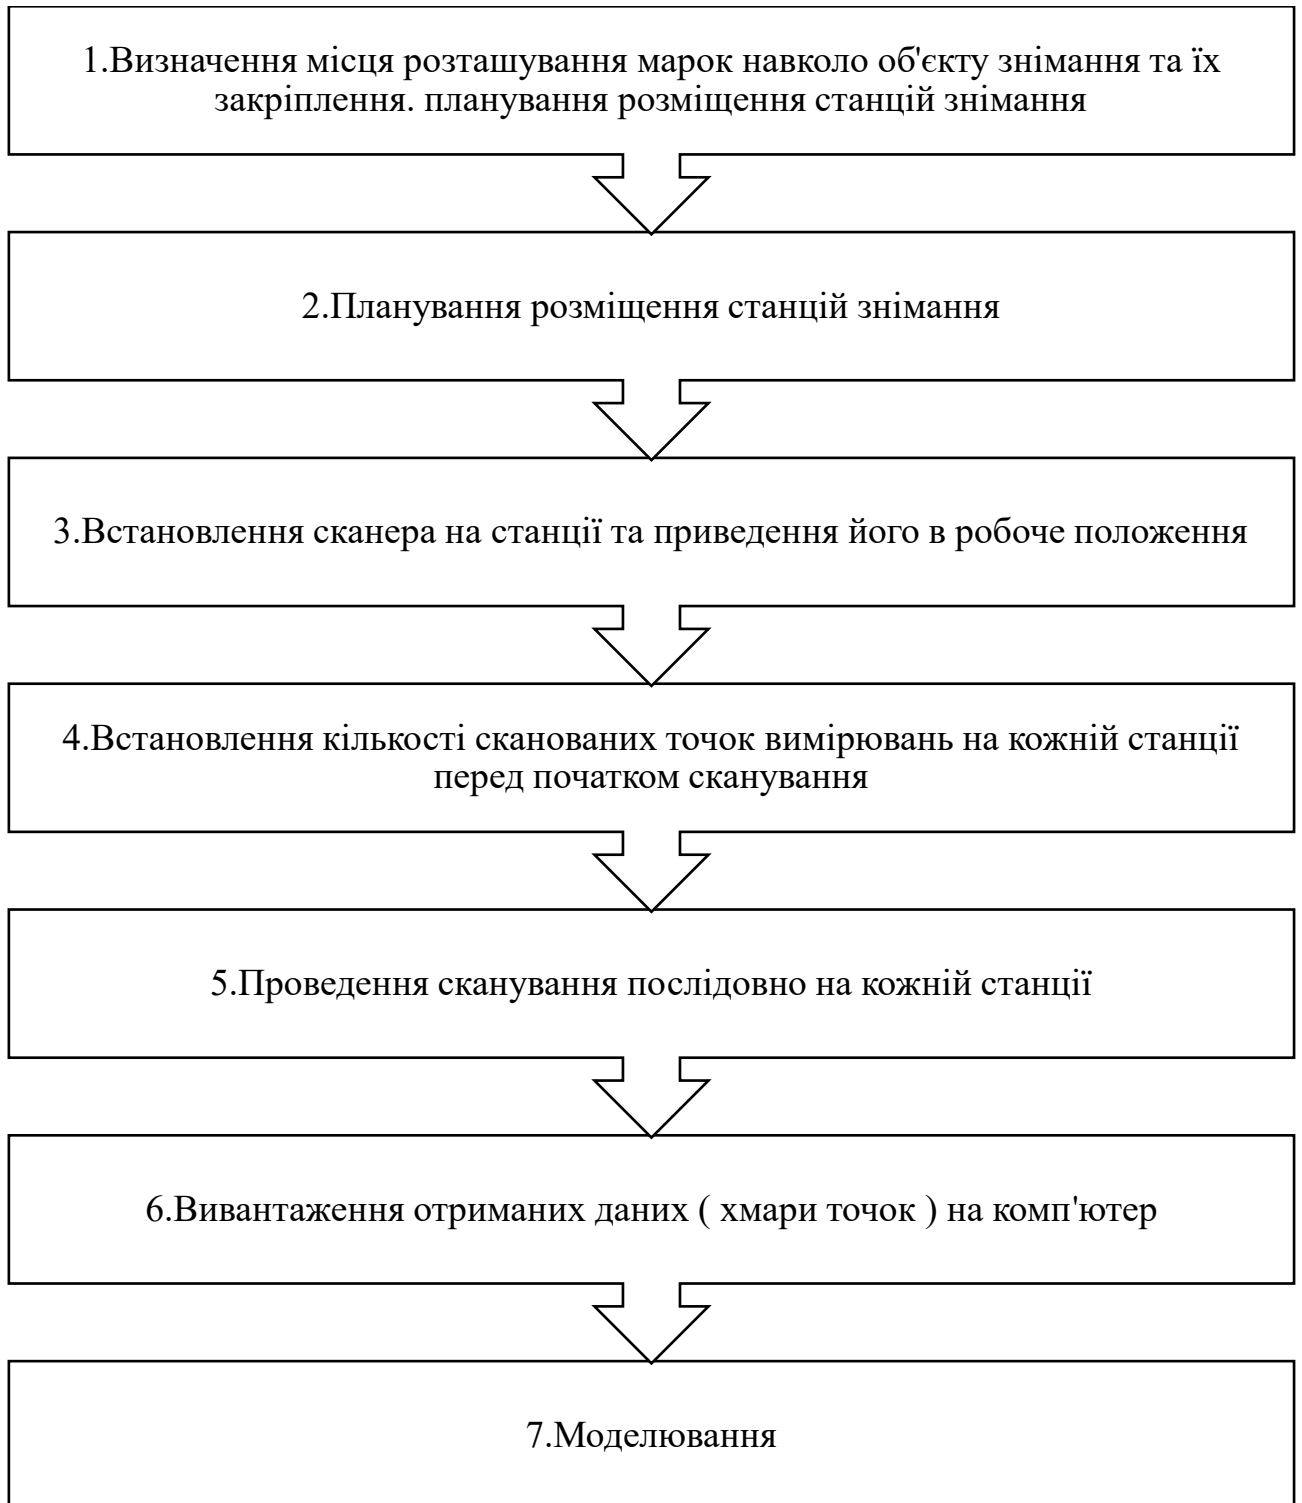 1.Визначення місця розташування марок навколо об'єкту знімання та їх
закріплення. планування розміщення станцій знімання
2.Планування розміщення станцій знімання
3.Встановлення сканера на станції та приведення його в робоче положення
4.Встановлення кількості сканованих точок вимірювань на кожній станції
перед початком сканування
5.Проведення сканування послідовно на кожній станції
6.Вивантаження отриманих даних ( хмари точок ) на комп'ютер
7.Моделювання